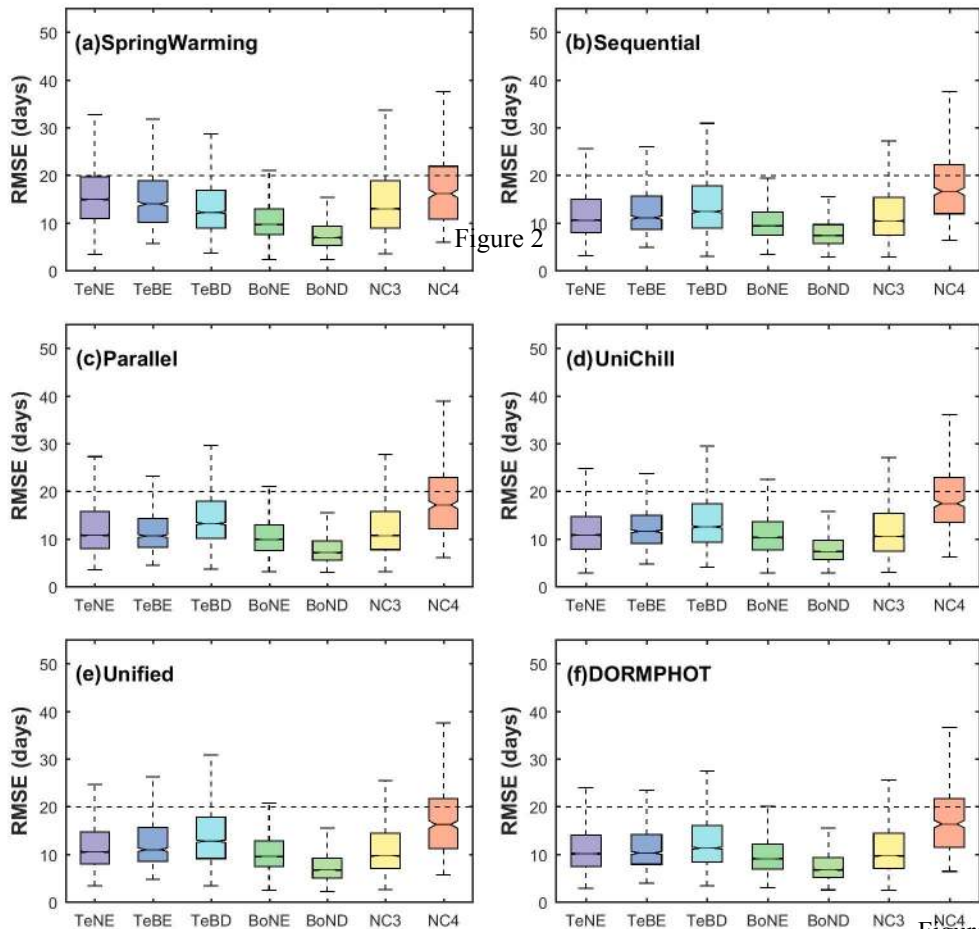 (a)SpringWarming
RMSE (days)
50
40
30
20
10
0
TeNE TeBE TeBD BoNE BoND NC3 NC4
(b)Sequential
RMSE (days)
50
40
30
20
10
0
TeNE TeBE TeBD BoNE BoND NC3 NC4
Figure 2
(c)Parallel
RMSE (days)
50
40
30
20
10
0
TeNE TeBE TeBD BoNE BoND NC3 NC4
(d)UniChill
RMSE (days)
50
40
30
20
10
0
TeNE TeBE TeBD BoNE BoND NC3 NC4
(e)Unified
RMSE (days)
50
40
30
20
10
0
TeNE TeBE TeBD BoNE BoND NC3 NC4
(f)DORMPHOT
RMSE (days)
50
40
30
20
10
0
TeNE TeBE TeBD BoNE BoND NC3 NC4